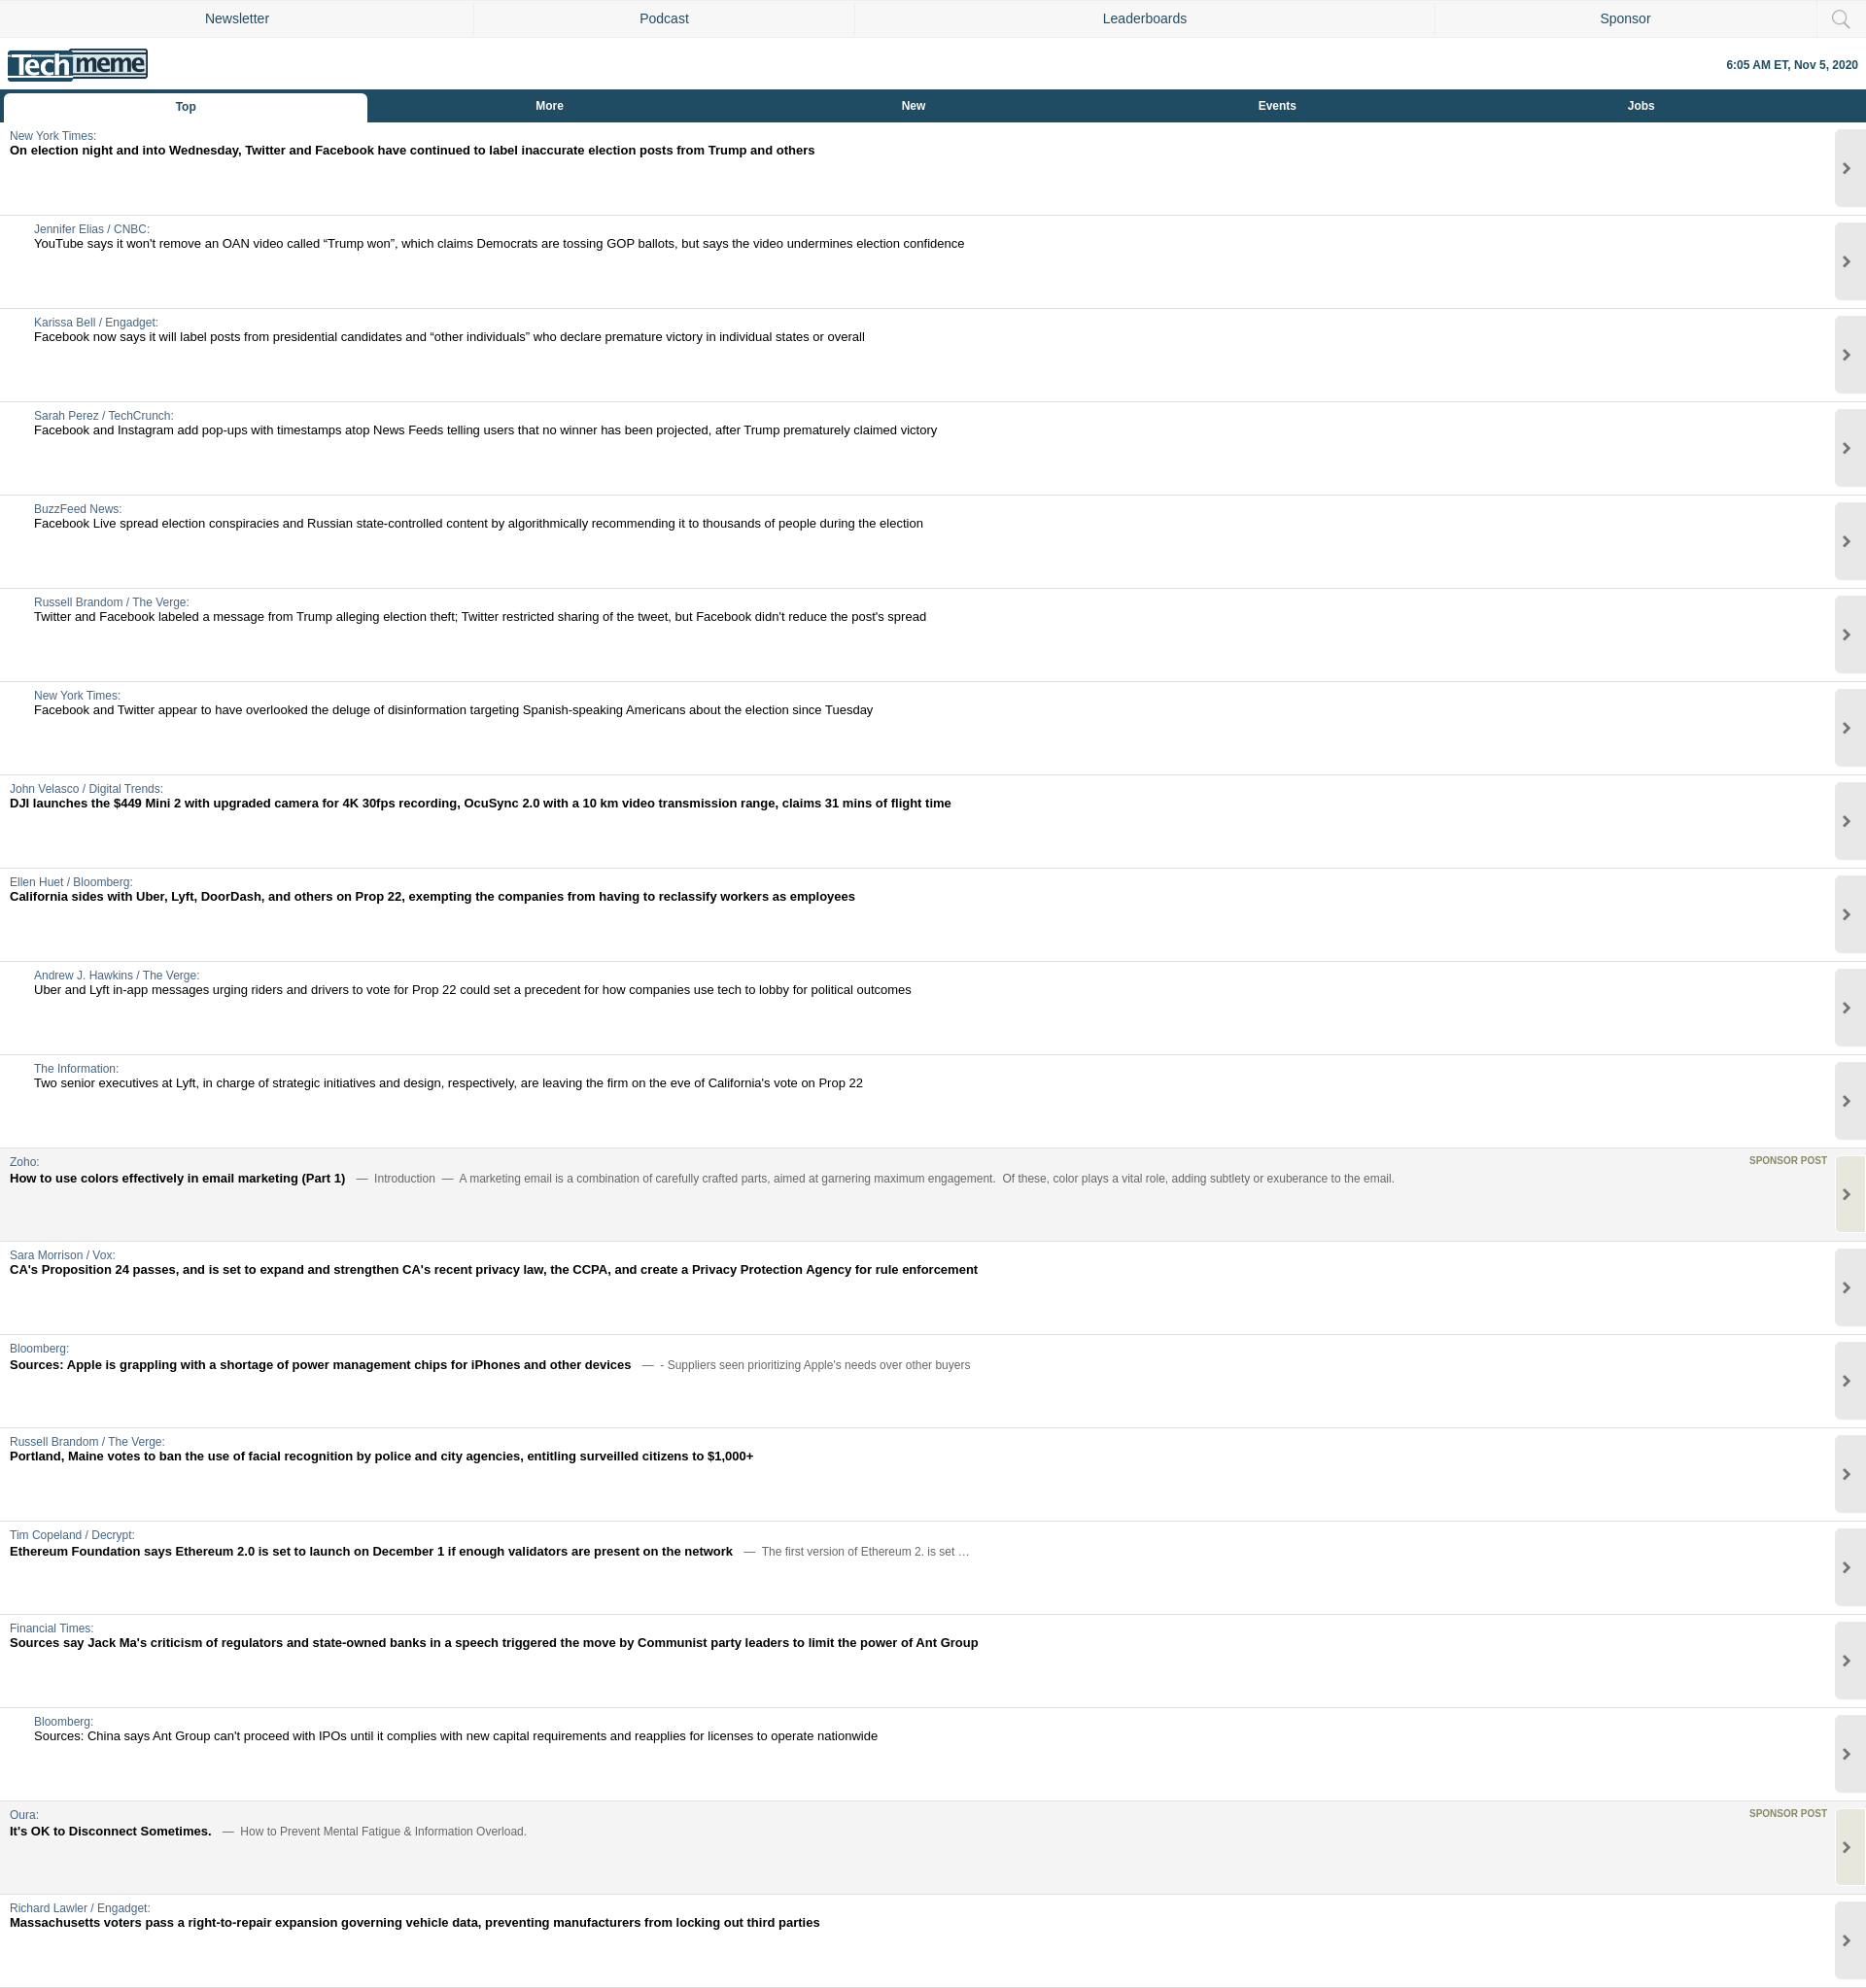 Newsletter
Podcast
Leaderboards
Sponsor
Techmeme
6:05 AM ET, Nov 5, 2020
Top
More
New
Events
Jobs
New York Times:
On election night and into Wednesday, Twitter and Facebook have continued to label inaccurate election posts from Trump and others
Jennifer Elias / CNBC:
YouTube says it won't remove an OAN video called “Trump won”, which claims Democrats are tossing GOP ballots, but says the video undermines election confidence
Karissa Bell / Engadget:
Facebook now says it will label posts from presidential candidates and “other individuals” who declare premature victory in individual states or overall
Sarah Perez / TechCrunch:
Facebook and Instagram add pop-ups with timestamps atop News Feeds telling users that no winner has been projected, after Trump prematurely claimed victory
BuzzFeed News:
Facebook Live spread election conspiracies and Russian state-controlled content by algorithmically recommending it to thousands of people during the election
Russell Brandom / The Verge:
Twitter and Facebook labeled a message from Trump alleging election theft; Twitter restricted sharing of the tweet, but Facebook didn't reduce the post's spread
New York Times:
Facebook and Twitter appear to have overlooked the deluge of disinformation targeting Spanish-speaking Americans about the election since Tuesday
John Velasco / Digital Trends:
DJI launches the $449 Mini 2 with upgraded camera for 4K 30fps recording, OcuSync 2.0 with a 10 km video transmission range, claims 31 mins of flight time
Ellen Huet / Bloomberg:
California sides with Uber, Lyft, DoorDash, and others on Prop 22, exempting the companies from having to reclassify workers as employees
Andrew J. Hawkins / The Verge:
Uber and Lyft in-app messages urging riders and drivers to vote for Prop 22 could set a precedent for how companies use tech to lobby for political outcomes
The Information:
Two senior executives at Lyft, in charge of strategic initiatives and design, respectively, are leaving the firm on the eve of California's vote on Prop 22
Zoho:
SPONSOR POST
How to use colors effectively in email marketing (Part 1) — Introduction — A marketing email is a combination of carefully crafted parts, aimed at garnering maximum engagement. Of these, color plays a vital role, adding subtlety or exuberance to the email.
Sara Morrison / Vox:
CA's Proposition 24 passes, and is set to expand and strengthen CA's recent privacy law, the CCPA, and create a Privacy Protection Agency for rule enforcement
Bloomberg:
Sources: Apple is grappling with a shortage of power management chips for iPhones and other devices — - Suppliers seen prioritizing Apple's needs over other buyers
Russell Brandom / The Verge:
Portland, Maine votes to ban the use of facial recognition by police and city agencies, entitling surveilled citizens to $1,000+
Tim Copeland / Decrypt:
Ethereum Foundation says Ethereum 2.0 is set to launch on December 1 if enough validators are present on the network — The first version of Ethereum 2. is set …
Financial Times:
Sources say Jack Ma's criticism of regulators and state-owned banks in a speech triggered the move by Communist party leaders to limit the power of Ant Group
Bloomberg:
Sources: China says Ant Group can't proceed with IPOs until it complies with new capital requirements and reapplies for licenses to operate nationwide
Oura:
SPONSOR POST
It's OK to Disconnect Sometimes. — How to Prevent Mental Fatigue & Information Overload.
Richard Lawler / Engadget:
Massachusetts voters pass a right-to-repair expansion governing vehicle data, preventing manufacturers from locking out third parties